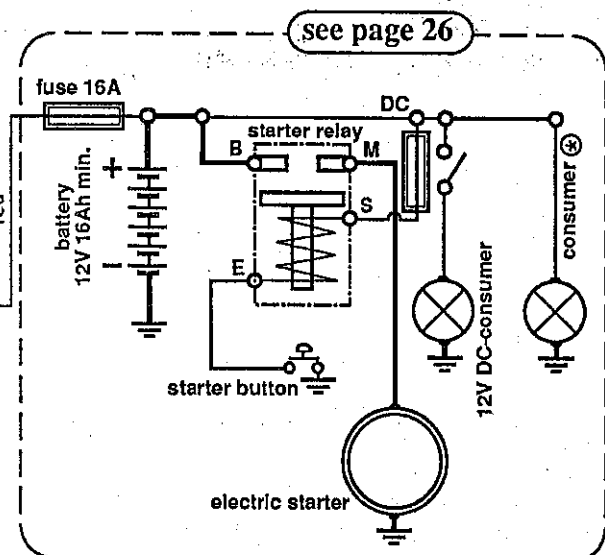 see page 26
fuse 16A
DC
starter relay
B
M
S
E
+
battery
12V 16Ah min.
starter button
12V DC-consumer
consumer *
electric starter